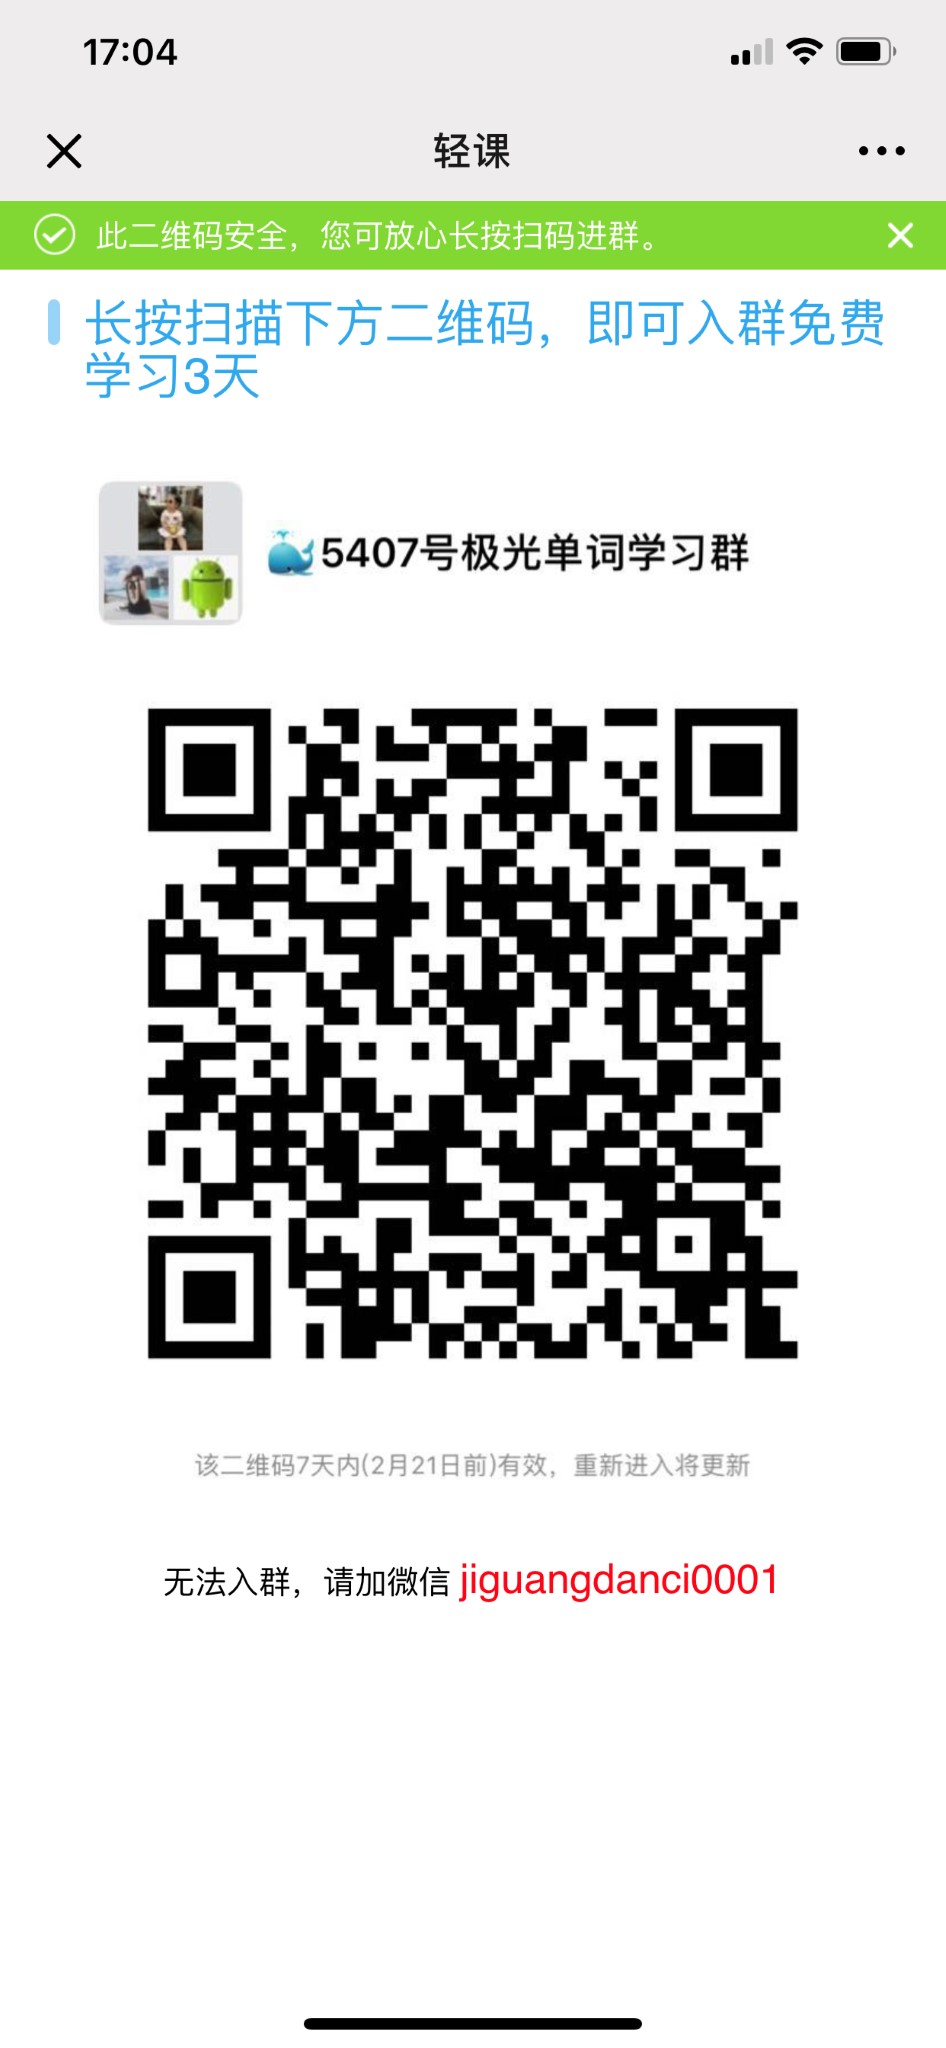 17:04
轻课
此二维码安全，您可放心长按扫码进群。
长按扫描下方二维码，即可入群免费
学习3天
🐳5407号极光单词学习群
该二维码7天内(2月21日前)有效，重新进入将更新
无法入群，请加微信 jiguangdanci0001